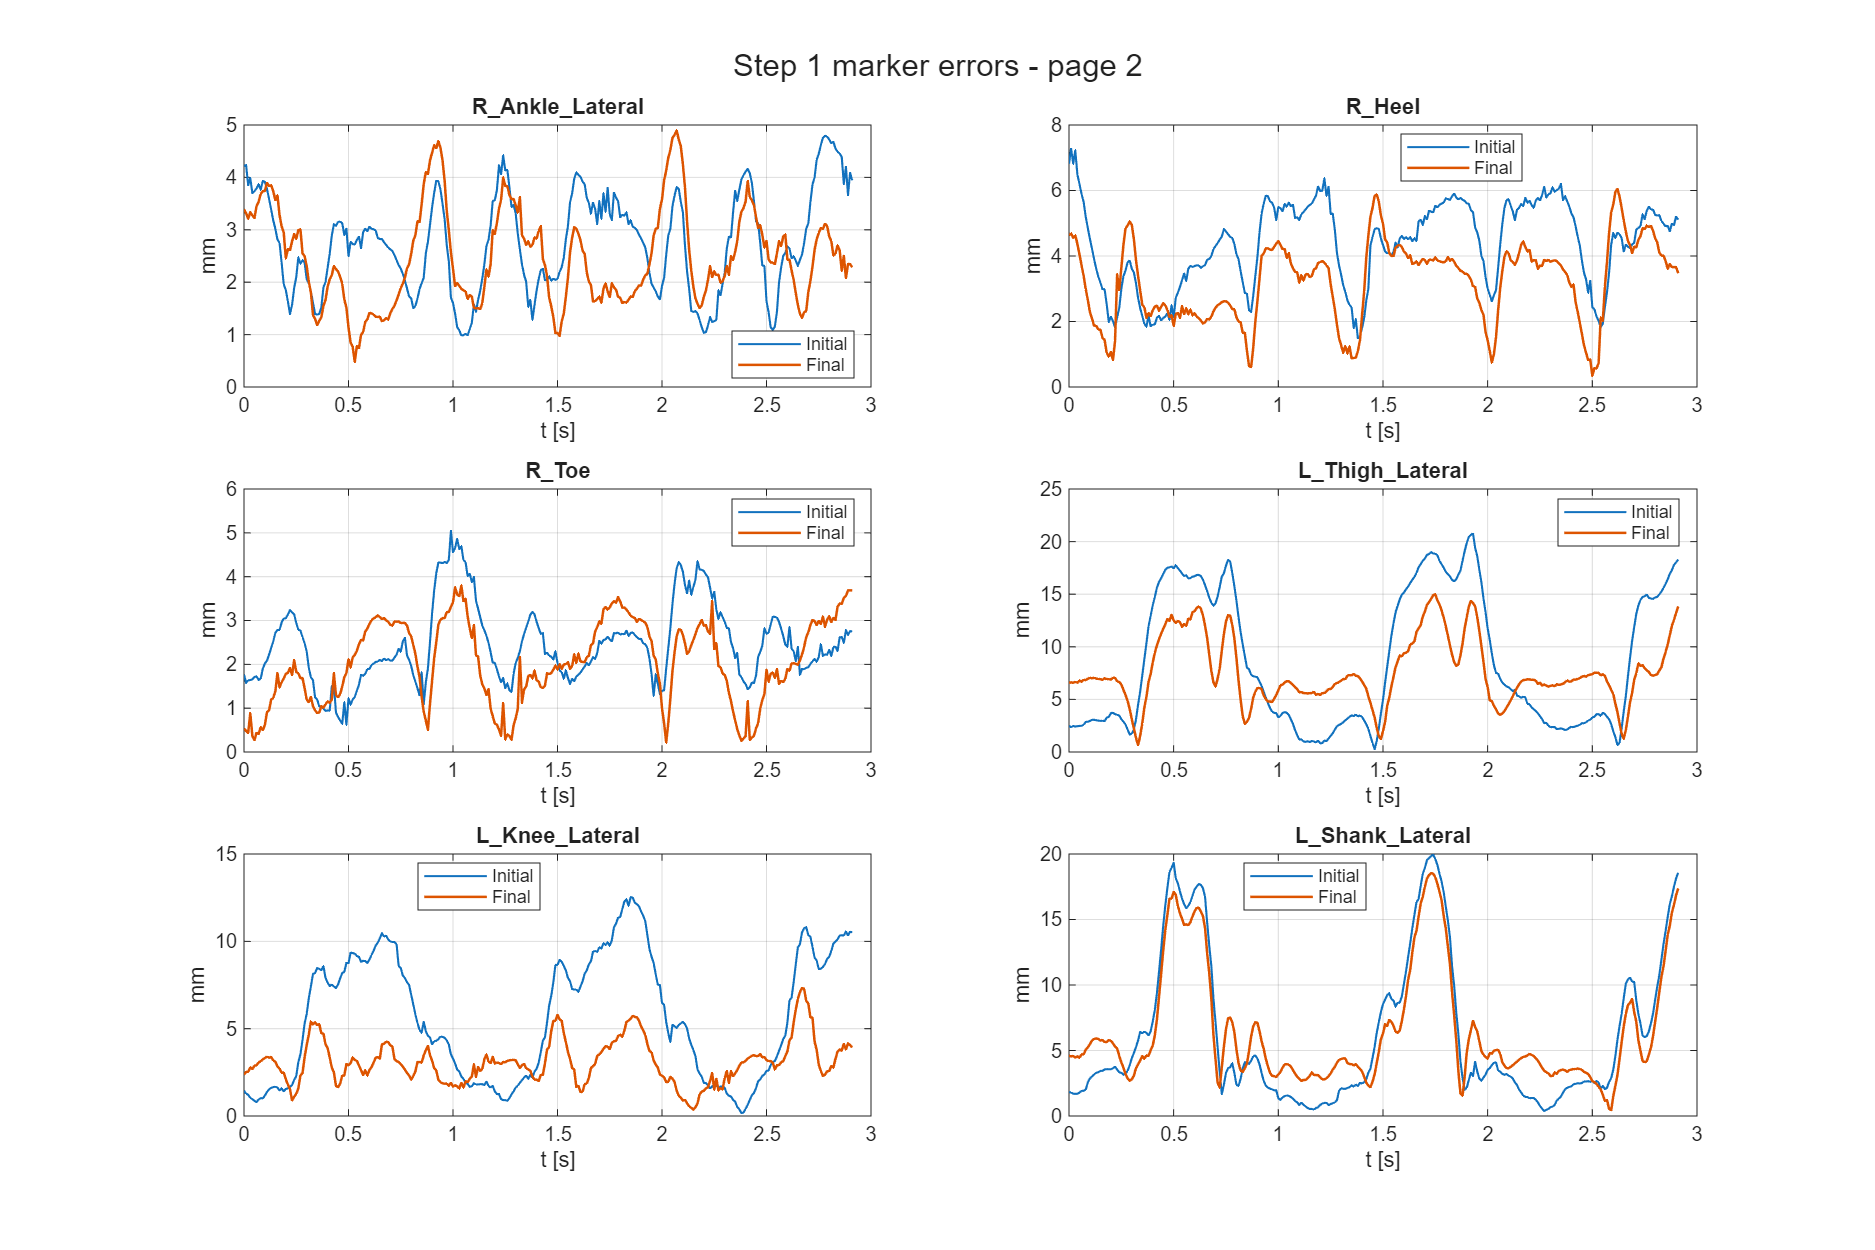 Step 1 marker errors - page 2
R_Ankle_Lateral
5
4
3
2
1
0
mm
0 0.5 1 1.5 2 2.5 3
t [s]
Initial
Final
R_Heel
8
6
4
2
0
mm
0 0.5 1 1.5 2 2.5 3
t [s]
Initial
Final
R_Toe
6
5
4
3
2
1
0
mm
0 0.5 1 1.5 2 2.5 3
t [s]
Initial
Final
L_Thigh_Lateral
25
20
15
10
5
0
mm
0 0.5 1 1.5 2 2.5 3
t [s]
Initial
Final
L_Knee_Lateral
15
10
5
0
mm
0 0.5 1 1.5 2 2.5 3
t [s]
Initial
Final
L_Shank_Lateral
20
15
10
5
0
mm
0 0.5 1 1.5 2 2.5 3
t [s]
Initial
Final